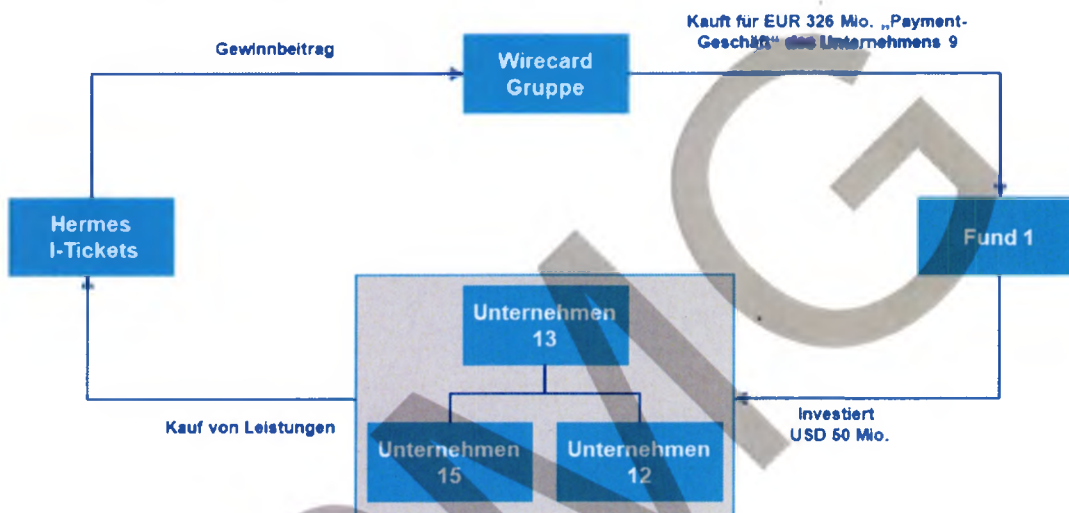 Gewinnbeitrag
Wirecard
Gruppe
Kauft für EUR 326 Mio. „Payment-
Geschäft“ des Unternehmens 9
Hermes
I-Tickets
Fund 1
Unternehmen
13
Kauf von Leistungen
Unternehmen
15
Unternehmen
12
Investiert
USD 50 Mio.